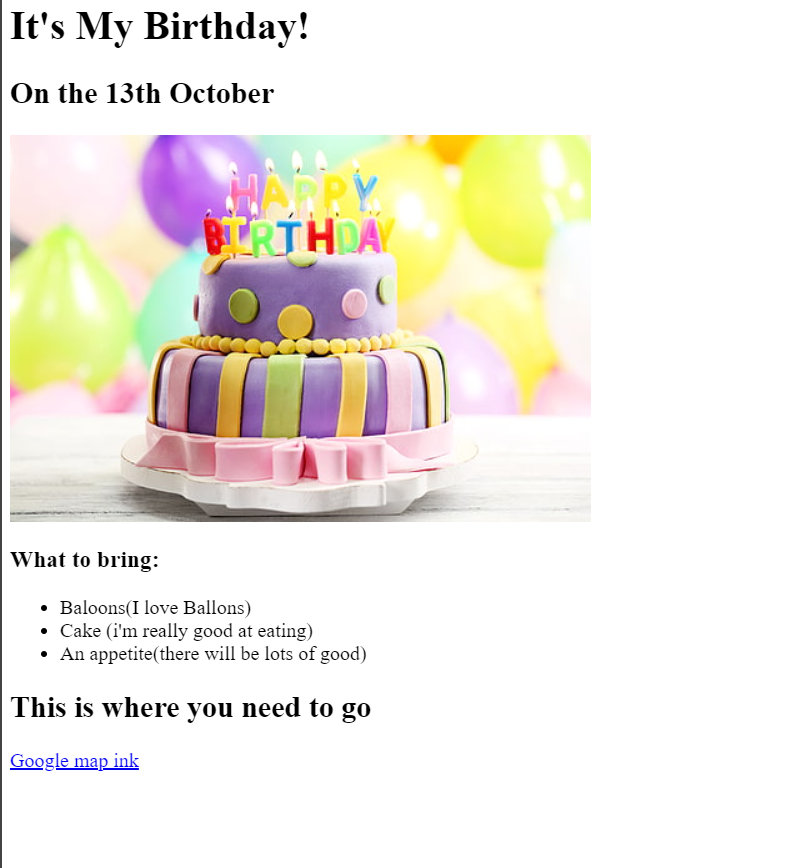 It's My Birthday!
On the 13th October
HAPPY
BIRTHDAY
What to bring:
Baloons(I love Ballons)
Cake (i'm really good at eating)
An appetite(there will be lots of good)
This is where you need to go
Google map ink